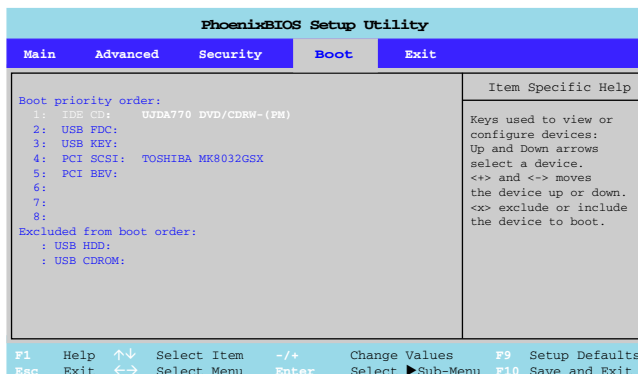 PhoenixBIOS Setup Utility
Main Advanced Security Boot Exit
Item Specific Help
Boot priority order:
1: IDE CD: UJDA770 DVD/CDRW-(PM)
2: USB FDC:
3: USB KEY:
4: PCI SCSI: TOSHIBA MK8032GSX
5: PCI BEV:
6:
7:
8:
Excluded from boot order:
: USB HDD:
: USB CDROM:
Keys used to view or
configure devices:
Up and Down arrows
select a device.
<+> and <-> moves
the device up or down.
<x> exclude or include
the device to boot.
F1 Help ↑↓ Select Item -/+ Change Values F9 Setup Defaults
Esc Exit ←→ Select Menu Enter Select ▶Sub-Menu F10 Save and Exit